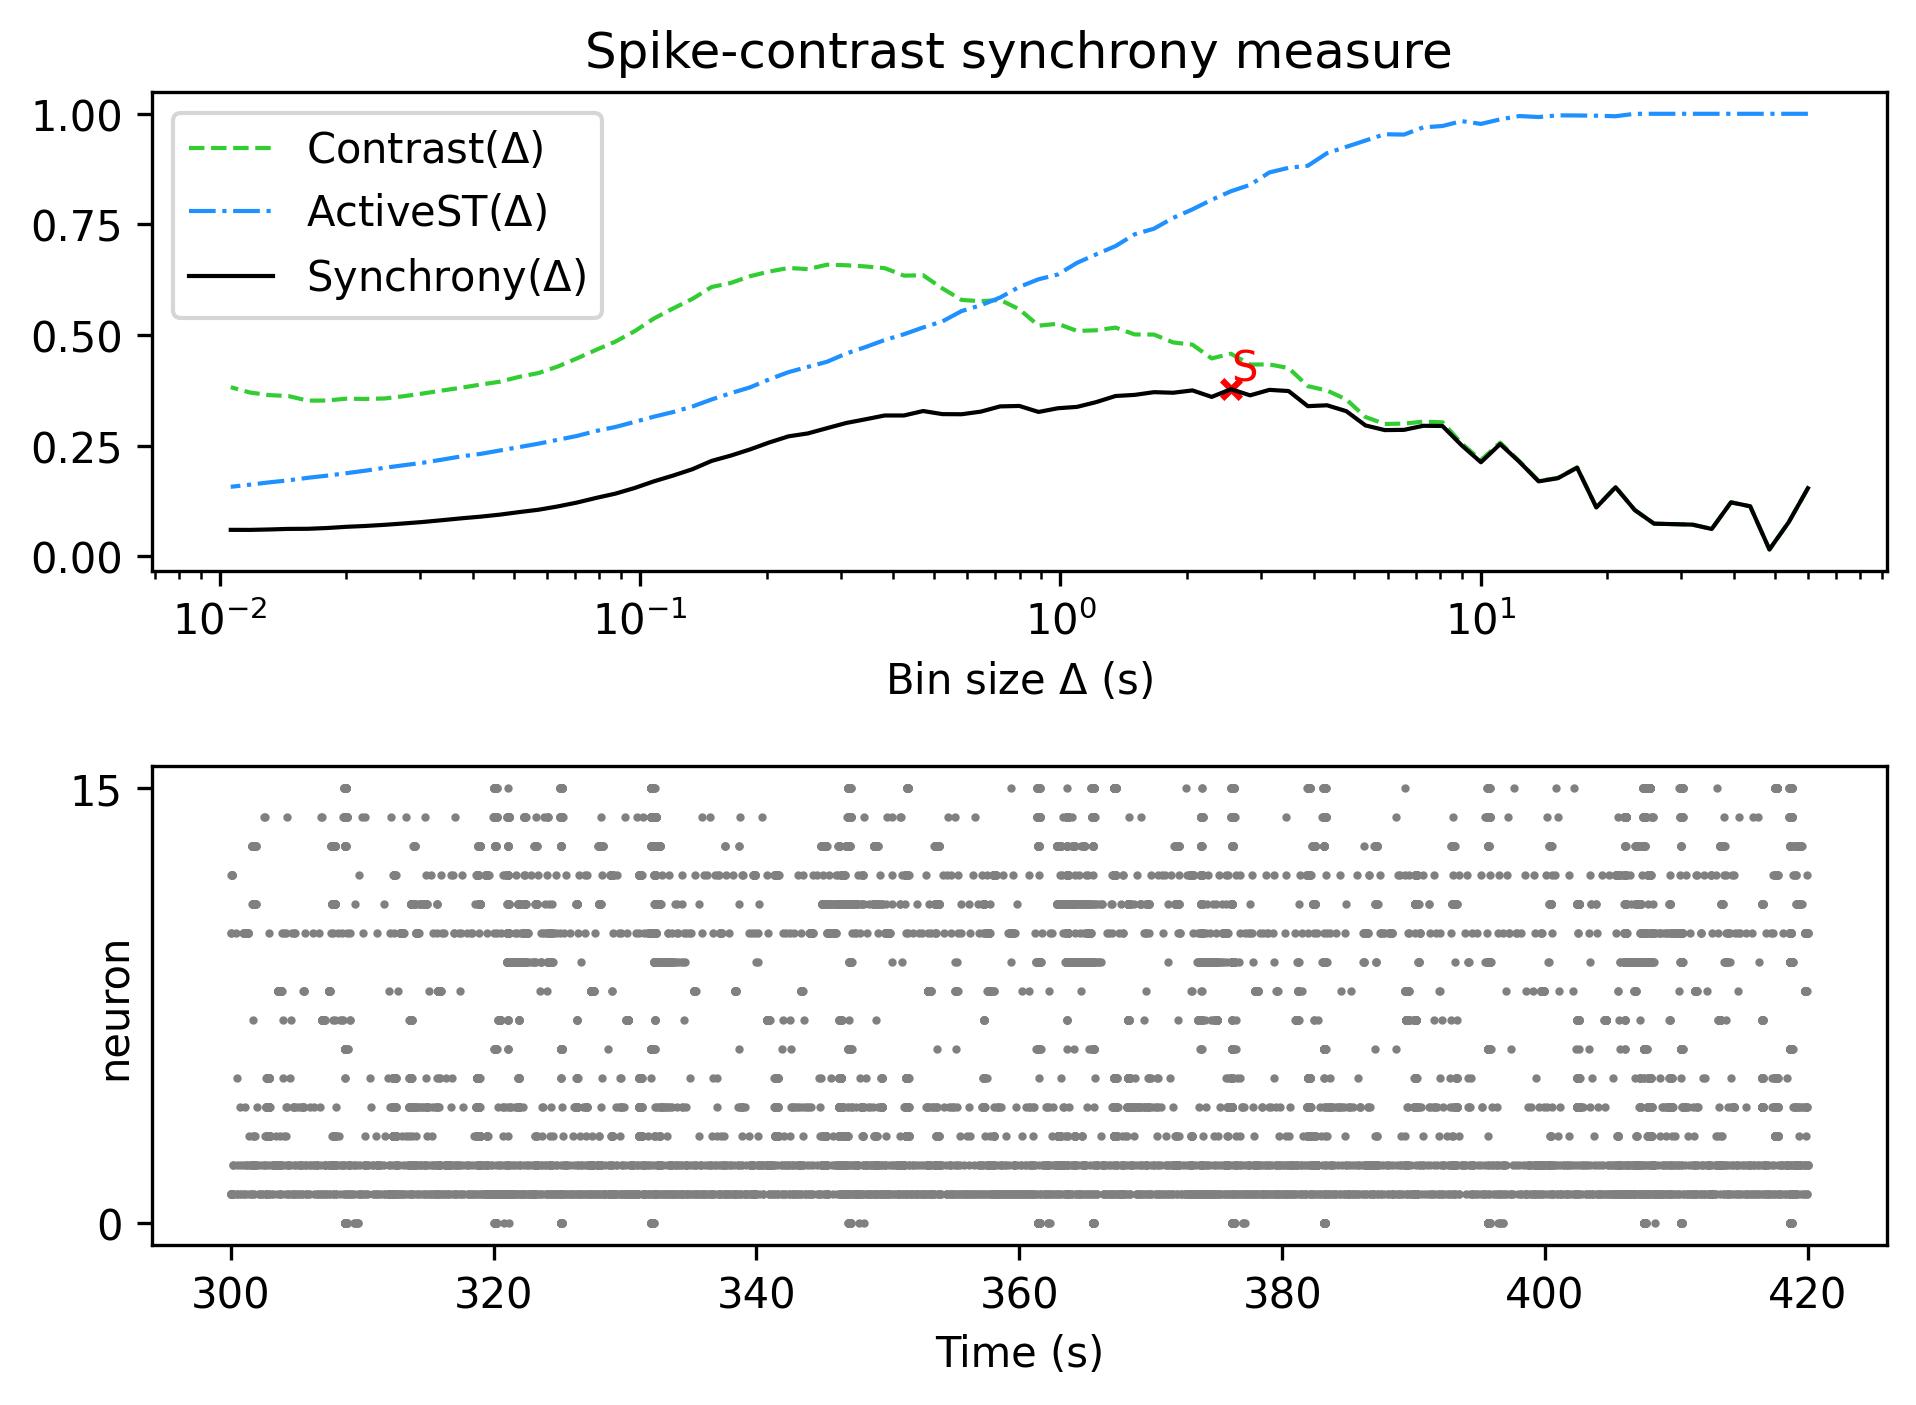 Spike-contrast synchrony measure
1.00
0.75
0.50
0.25
0.00
Contrast(Δ)
ActiveST(Δ)
Synchrony(Δ)
S
10⁻² 10⁻¹ 10⁰ 10¹
Bin size Δ (s)
15
0
neuron
300 320 340 360 380 400 420
Time (s)